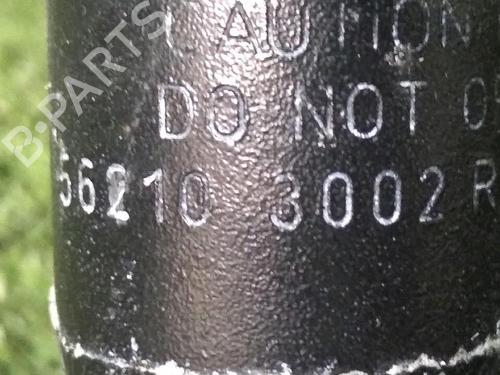 B-PARTS
CAUTION
DO NOT O
56210 3002R